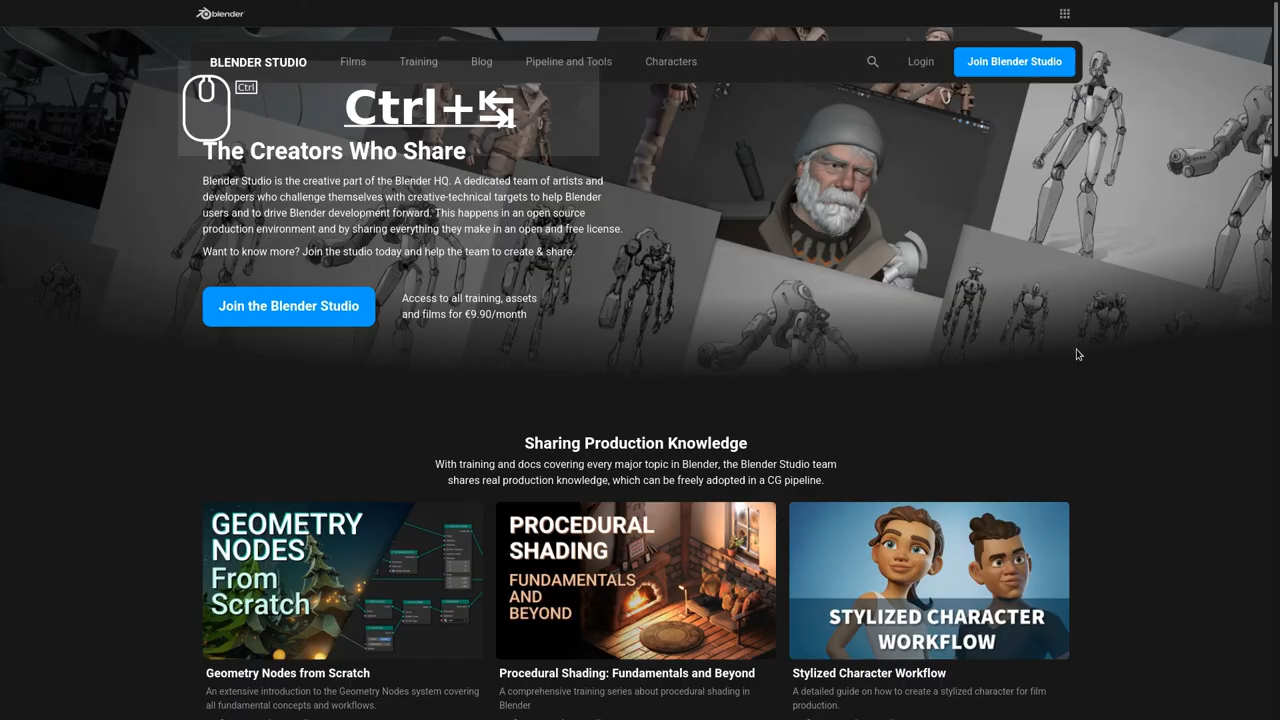 blender
BLENDER STUDIO
Films
Training
Blog
Pipeline and Tools
Characters
Login
Join Blender Studio
Ctrl
Ctrl+↹
The Creators Who Share
Blender Studio is the creative part of the Blender HQ. A dedicated team of artists and
developers who challenge themselves with creative-technical targets to help Blender
users and to drive Blender development forward. This happens in an open source
production environment and by sharing everything they make in an open and free license.
Want to know more? Join the studio today and help the team to create & share.
Join the Blender Studio
Access to all training, assets
and films for €9.90/month
Sharing Production Knowledge
With training and docs covering every major topic in Blender, the Blender Studio team
shares real production knowledge, which can be freely adopted in a CG pipeline.
GEOMETRY
NODES
From
Scratch
PROCEDURAL
SHADING
FUNDAMENTALS
AND
BEYOND
STYLIZED CHARACTER
WORKFLOW
Geometry Nodes from Scratch
An extensive introduction to the Geometry Nodes system covering
all fundamental concepts and workflows.
Procedural Shading: Fundamentals and Beyond
A comprehensive training series about procedural shading in
Blender
Stylized Character Workflow
A detailed guide on how to create a stylized character for film
production.